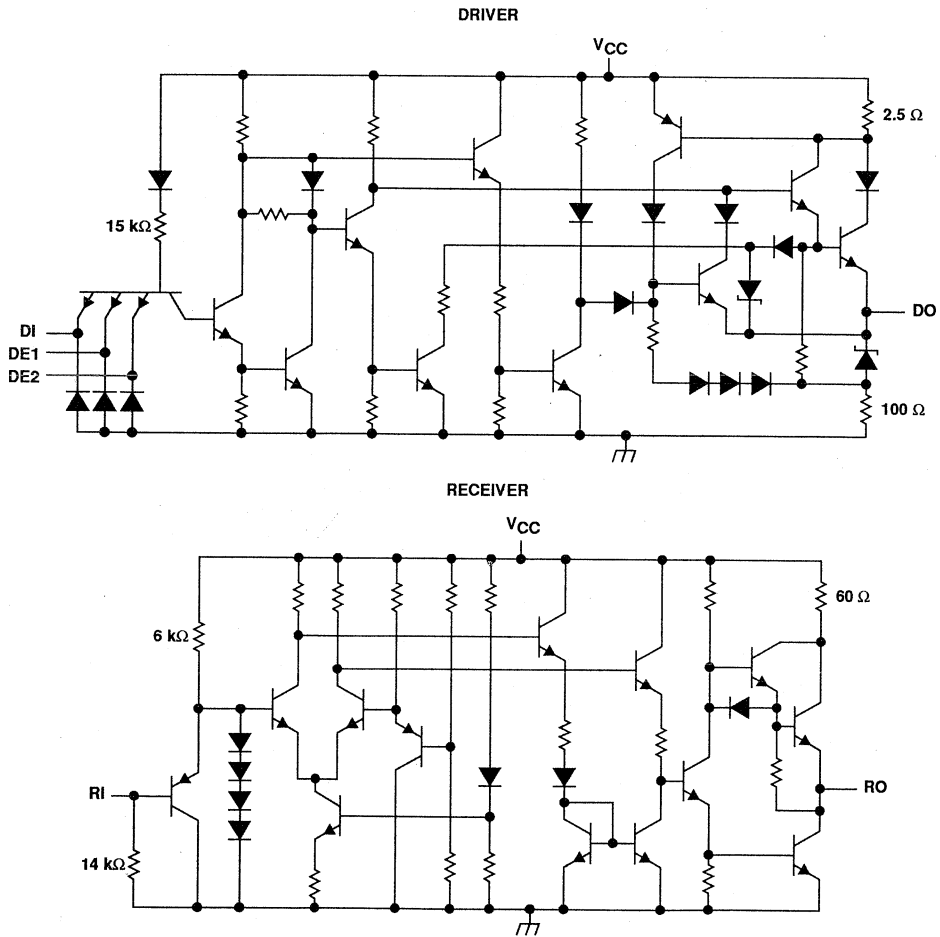 DRIVER
VCC
2.5 Ω
15 kΩ
DI
DE1
DE2
DO
100 Ω
RECEIVER
VCC
60 Ω
6 kΩ
RI
RO
14 kΩ